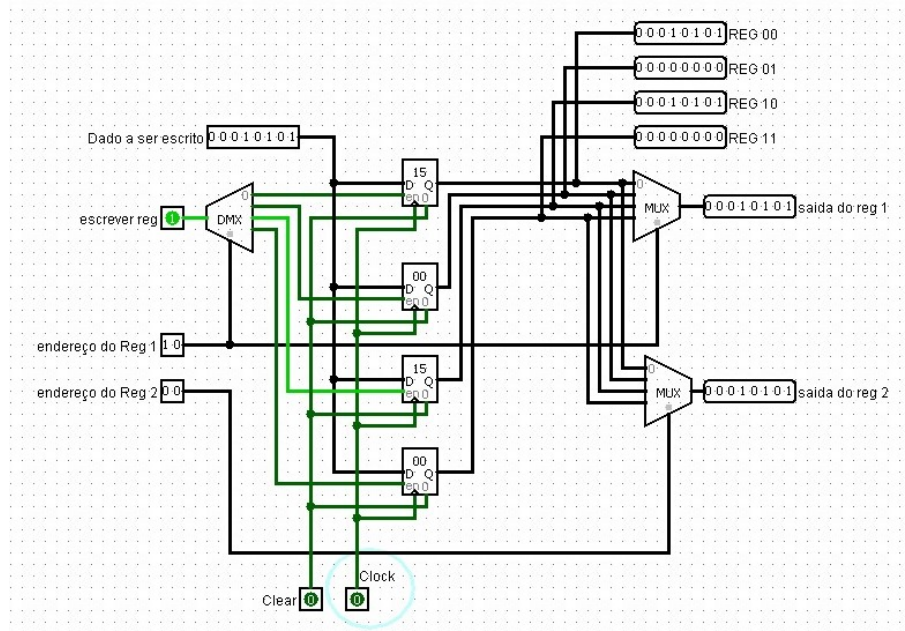 0 0 0 1 0 1 0 1 REG 00
0 0 0 0 0 0 0 0 REG 01
0 0 0 1 0 1 0 1 REG 10
0 0 0 0 0 0 0 0 REG 11
Dado a ser escrito 0 0 0 1 0 1 0 1
15
D Q
en 0
0
DMX
escrever reg 1
0
MUX
0 0 0 1 0 1 0 1 saida do reg 1
00
D Q
en 0
endereço do Reg 1 1 0
endereço do Reg 2 0 0
15
D Q
en 0
0
MUX
0 0 0 1 0 1 0 1 saida do reg 2
00
D Q
en 0
Clock
Clear 0 0